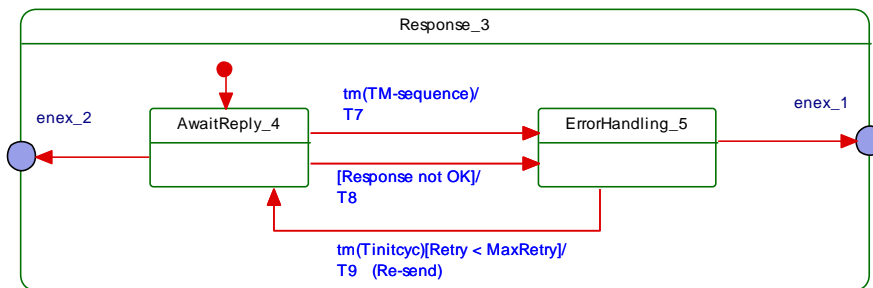 Response_3
tm(TM-sequence)/
T7
enex_2
enex_1
AwaitReply_4
ErrorHandling_5
[Response not OK]/
T8
tm(Tinitcyc)[Retry < MaxRetry]/
T9 (Re-send)